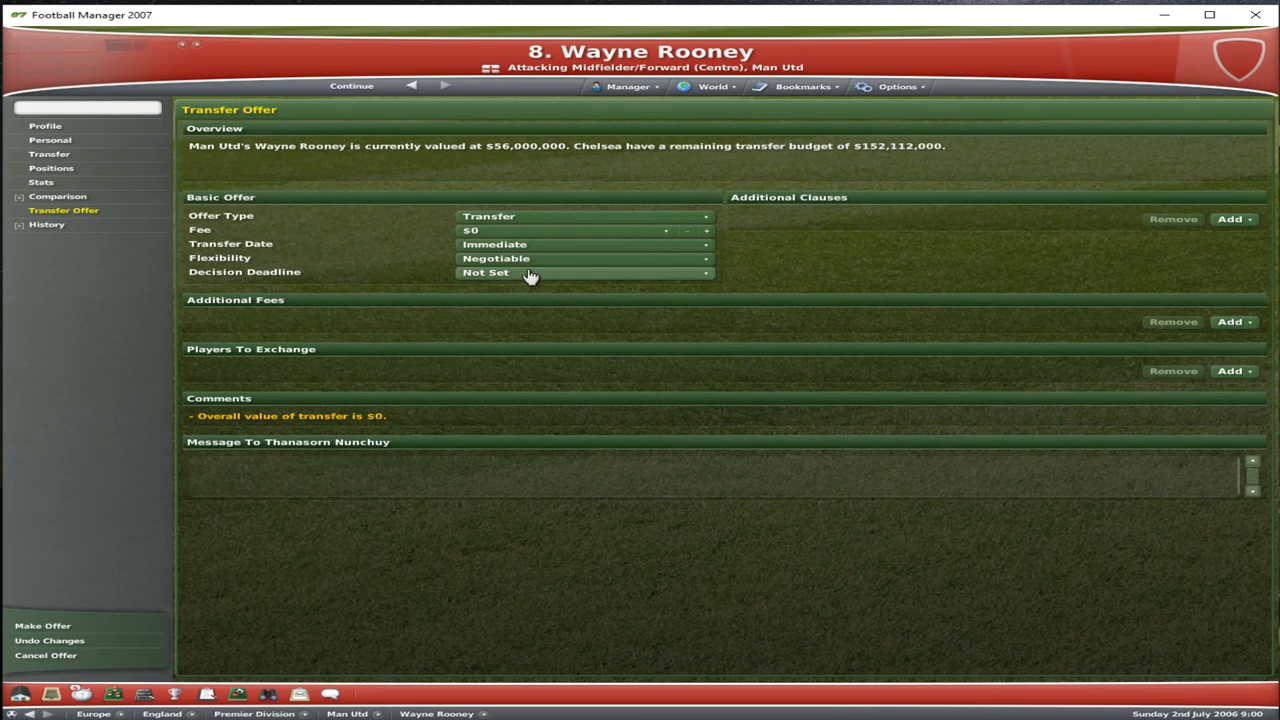 Football Manager 2007
8. Wayne Rooney
Attacking Midfielder/Forward (Centre), Man Utd
Continue
Manager
World
Bookmarks
Options
Profile
Personal
Transfer
Positions
Stats
Comparison
Transfer Offer
History
Transfer Offer
Overview
Man Utd's Wayne Rooney is currently valued at $56,000,000. Chelsea have a remaining transfer budget of $152,112,000.
Basic Offer
Additional Clauses
Offer Type Transfer
Remove Add
Fee $0 - +
Transfer Date Immediate
Flexibility Negotiable
Decision Deadline Not Set
Additional Fees
Remove Add
Players To Exchange
Remove Add
Comments
- Overall value of transfer is $0.
Message To Thanasorn Nunchuy
Make Offer
Undo Changes
Cancel Offer
Europe England Premier Division Man Utd Wayne Rooney Sunday 2nd July 2006 9:00